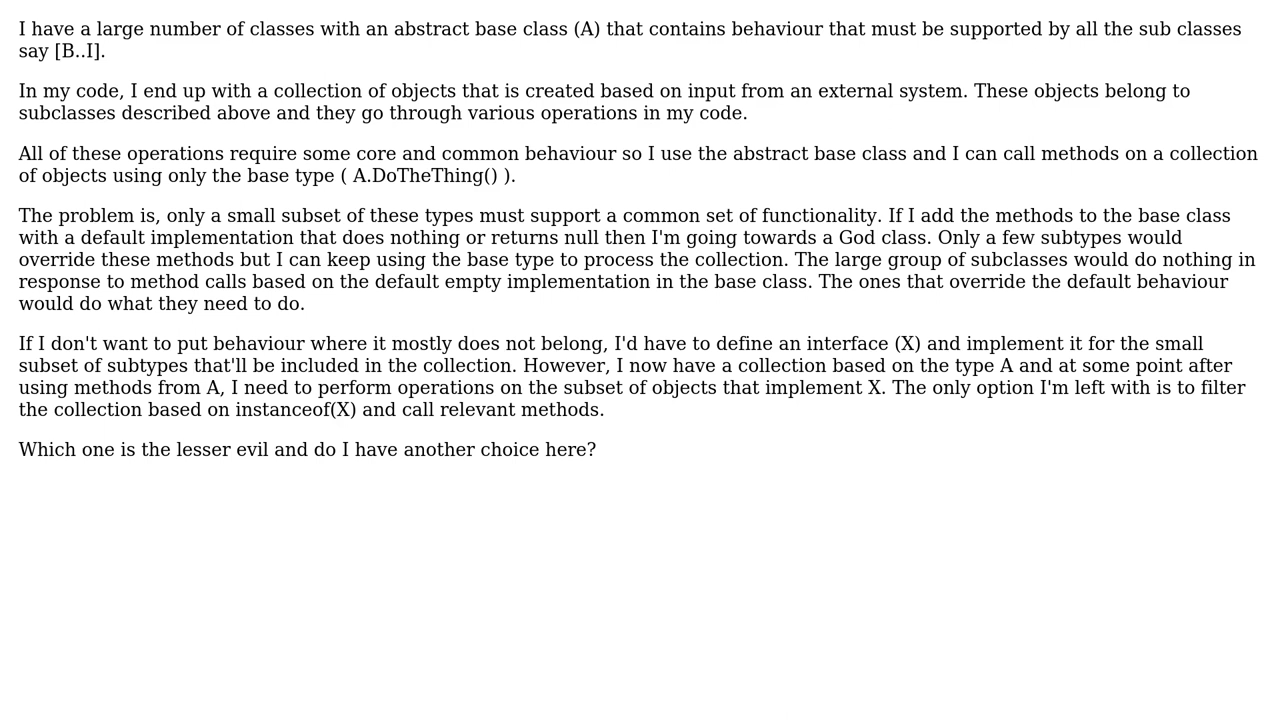 I have a large number of classes with an abstract base class (A) that contains behaviour that must be supported by all the sub classes
say [B..I].
In my code, I end up with a collection of objects that is created based on input from an external system. These objects belong to
subclasses described above and they go through various operations in my code.
All of these operations require some core and common behaviour so I use the abstract base class and I can call methods on a collection
of objects using only the base type ( A.DoTheThing() ).
The problem is, only a small subset of these types must support a common set of functionality. If I add the methods to the base class
with a default implementation that does nothing or returns null then I'm going towards a God class. Only a few subtypes would
override these methods but I can keep using the base type to process the collection. The large group of subclasses would do nothing in
response to method calls based on the default empty implementation in the base class. The ones that override the default behaviour
would do what they need to do.
If I don't want to put behaviour where it mostly does not belong, I'd have to define an interface (X) and implement it for the small
subset of subtypes that'll be included in the collection. However, I now have a collection based on the type A and at some point after
using methods from A, I need to perform operations on the subset of objects that implement X. The only option I'm left with is to filter
the collection based on instanceof(X) and call relevant methods.
Which one is the lesser evil and do I have another choice here?